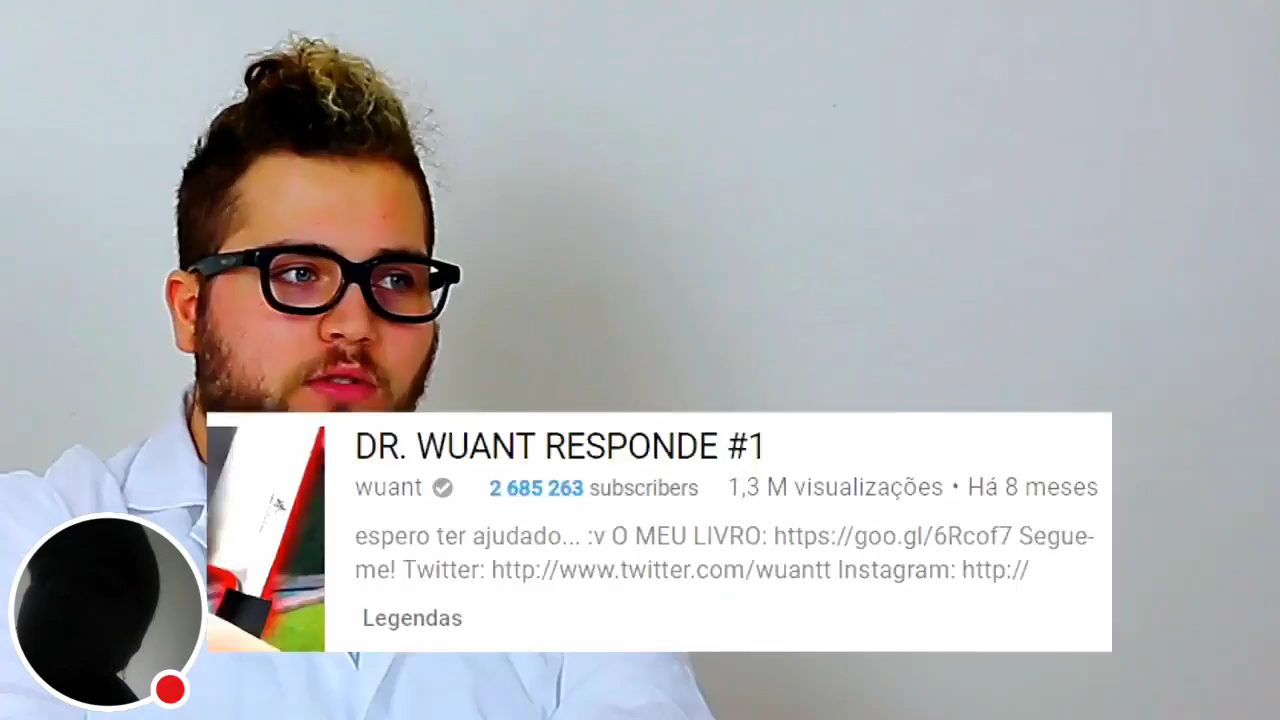 DR. WUANT RESPONDE #1
wuant 2 685 263 subscribers 1,3 M visualizações • Há 8 meses
espero ter ajudado... :v O MEU LIVRO: https://goo.gl/6Rcof7 Segue-
me! Twitter: http://www.twitter.com/wuantt Instagram: http://
Legendas